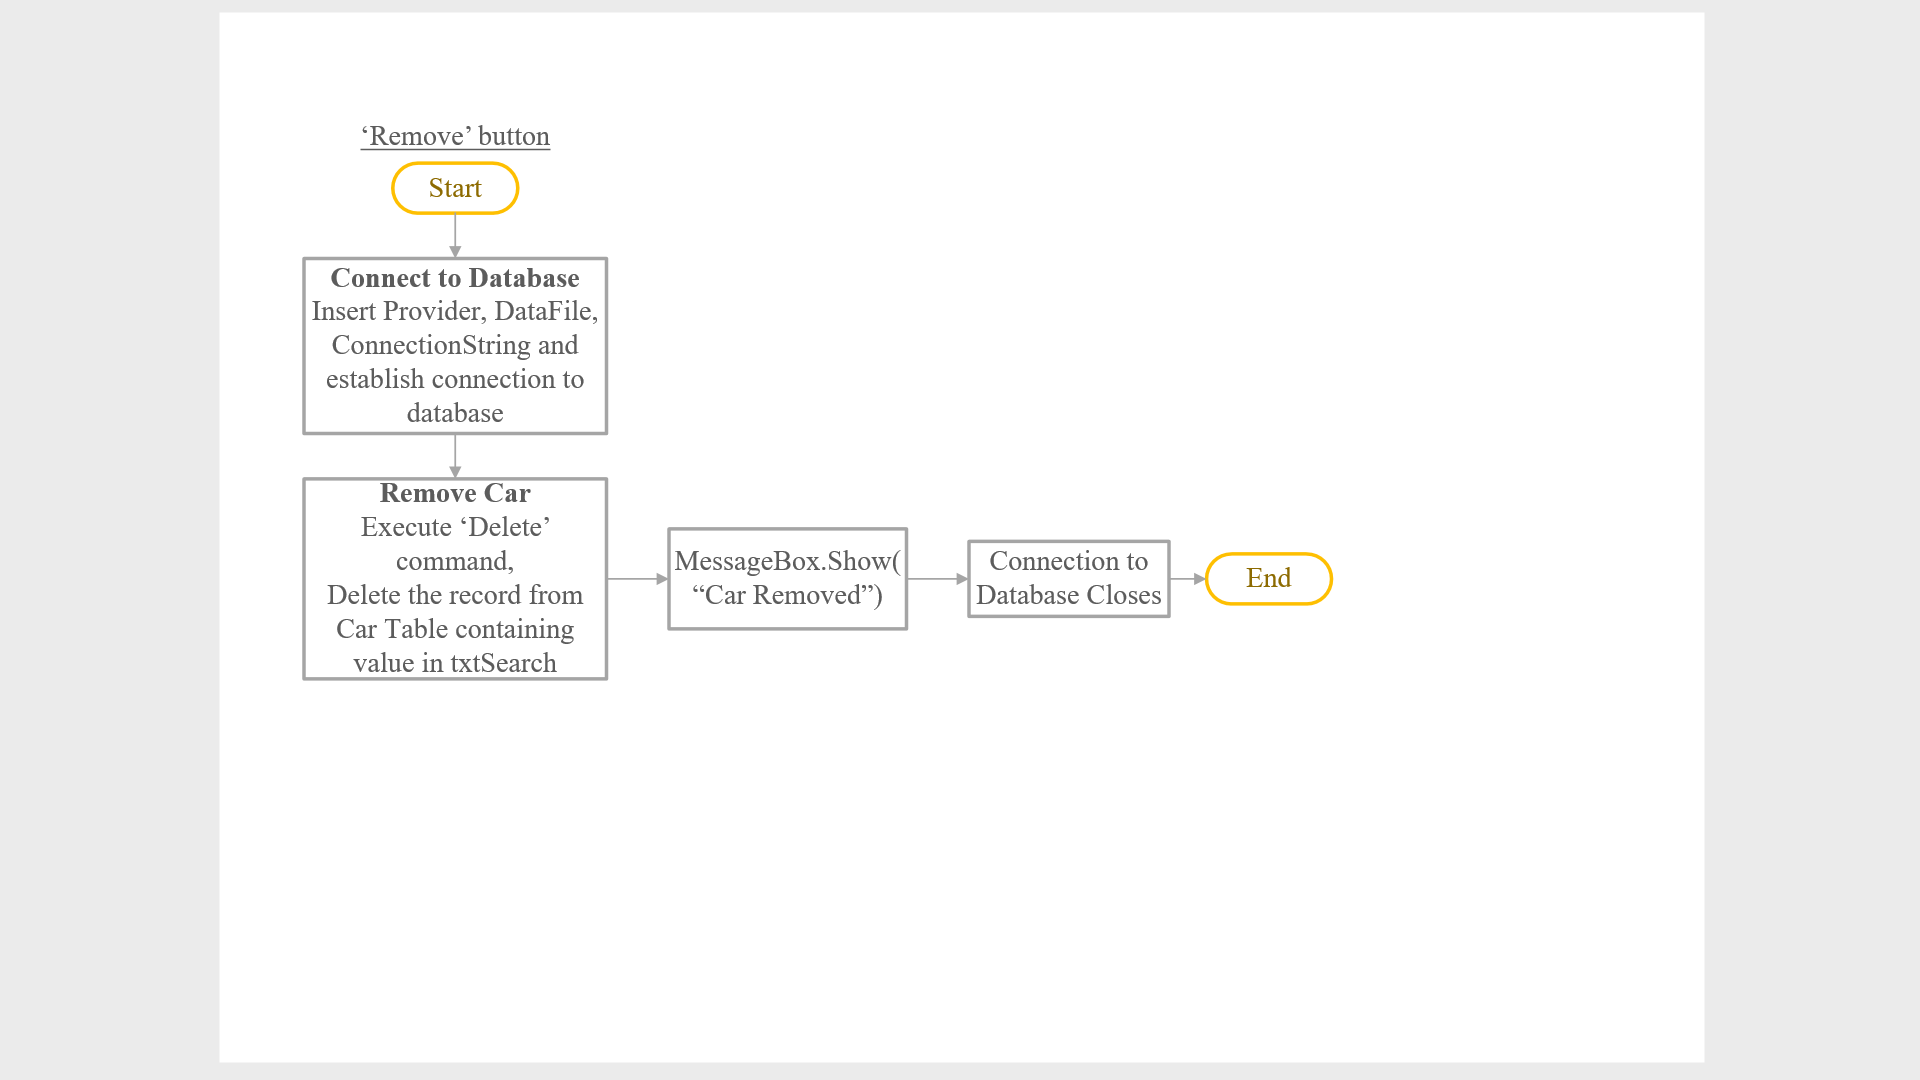 ‘Remove’ button
Start
Connect to Database
Insert Provider, DataFile,
ConnectionString and
establish connection to
database
Remove Car
Execute ‘Delete’
command,
Delete the record from
Car Table containing
value in txtSearch
MessageBox.Show(
“Car Removed”)
Connection to
Database Closes
End